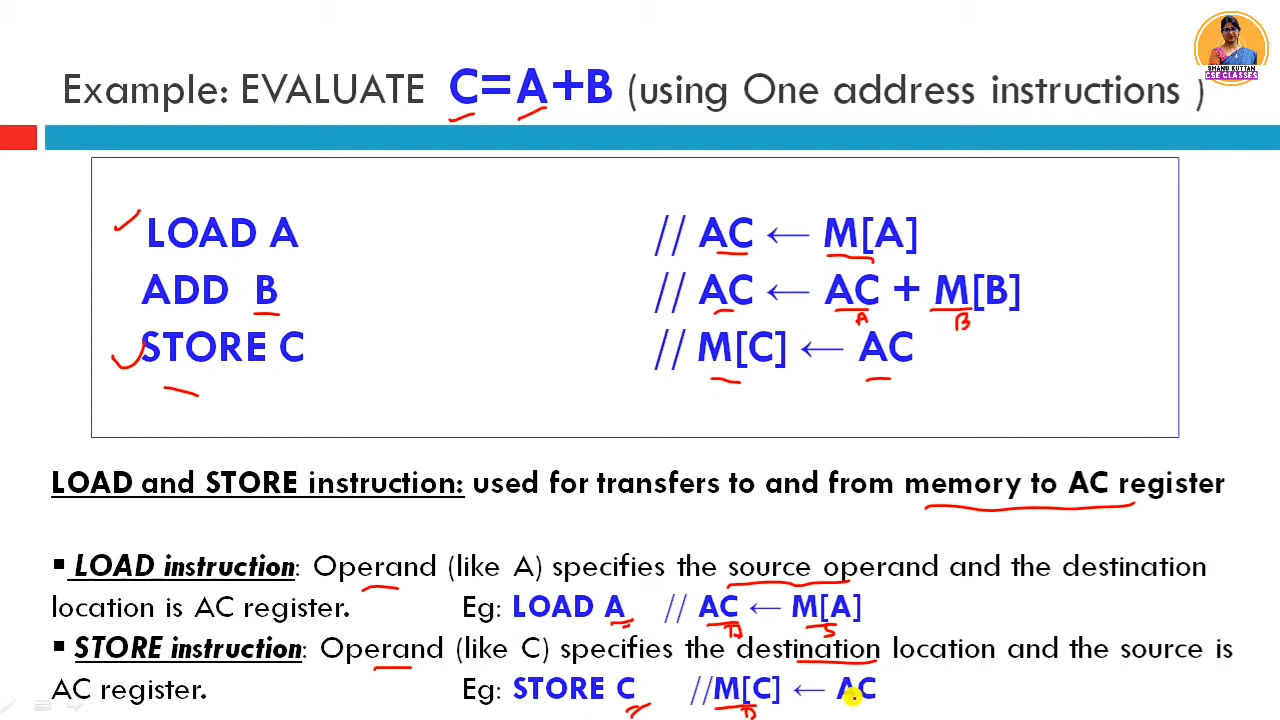 SHANU KUTTAN
CSE CLASSES
Example: EVALUATE C=A+B (using One address instructions )
LOAD A // AC ← M[A]
ADD B // AC ← AC + M[B]
A B
STORE C // M[C] ← AC
LOAD and STORE instruction: used for transfers to and from memory to AC register
▪ LOAD instruction: Operand (like A) specifies the source operand and the destination
location is AC register. Eg: LOAD A // AC ← M[A]
D S
▪ STORE instruction: Operand (like C) specifies the destination location and the source is
AC register. Eg: STORE C //M[C] ← AC
D